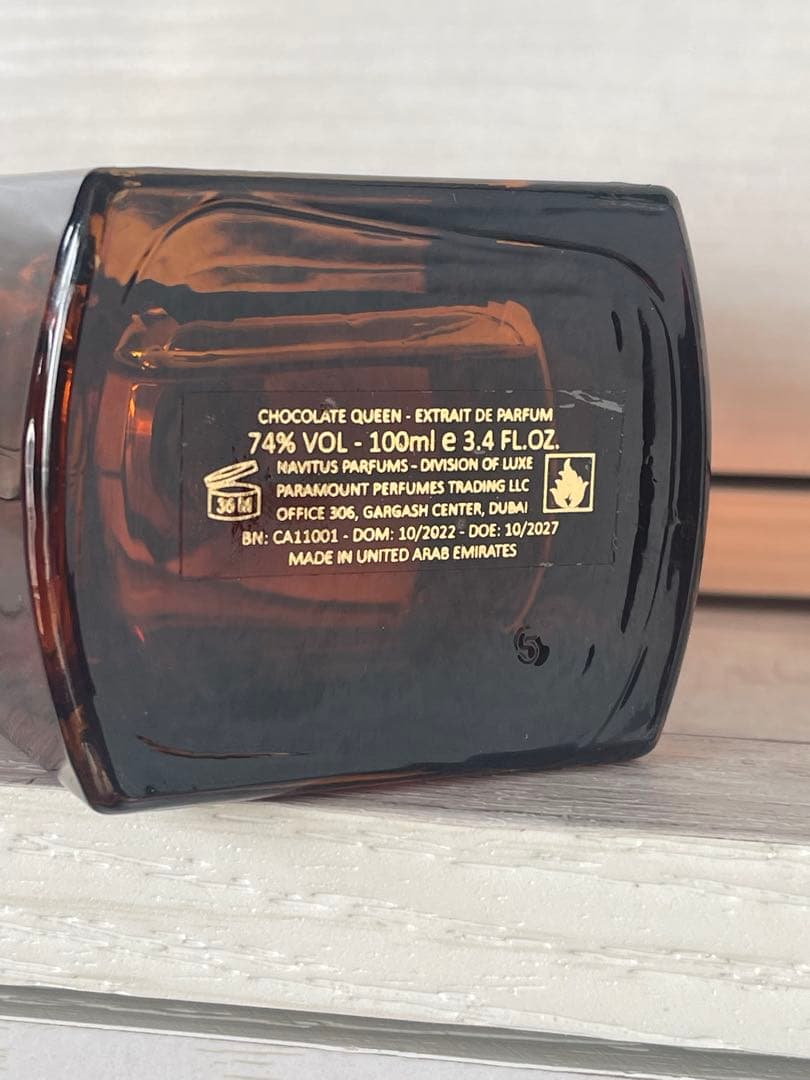 CHOCOLATE QUEEN - EXTRAIT DE PARFUM
74% VOL - 100ml e 3.4 FL.OZ.
36 M
NAVITUS PARFUMS - DIVISION OF LUXE
PARAMOUNT PERFUMES TRADING LLC
OFFICE 306, GARGASH CENTER, DUBAI
BN: CA11001 - DOM: 10/2022 - DOE: 10/2027
MADE IN UNITED ARAB EMIRATES
5